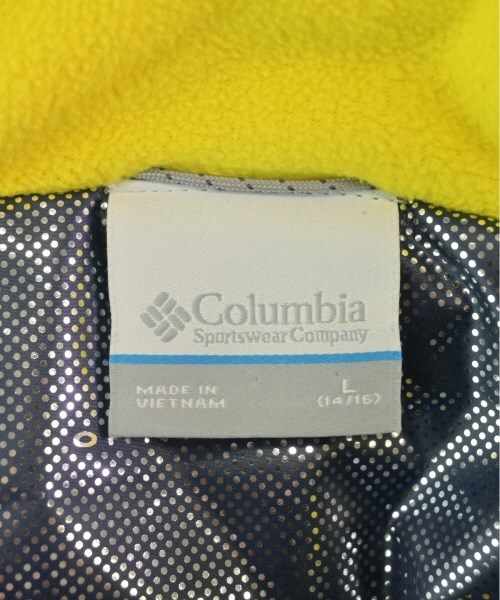 Columbia
Sportswear Company
MADE IN
VIETNAM
L
(14/16)